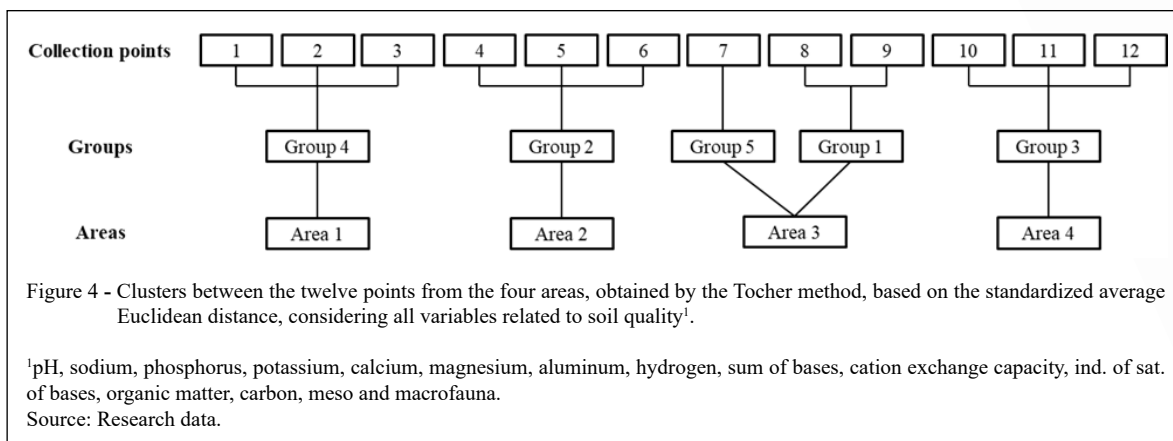 Collection points 1 2 3 4 5 6 7 8 9 10 11 12
Groups Group 4 Group 2 Group 5 Group 1 Group 3
Areas Area 1 Area 2 Area 3 Area 4
Figure 4 - Clusters between the twelve points from the four areas, obtained by the Tocher method, based on the standardized average
Euclidean distance, considering all variables related to soil quality¹.
¹pH, sodium, phosphorus, potassium, calcium, magnesium, aluminum, hydrogen, sum of bases, cation exchange capacity, ind. of sat.
of bases, organic matter, carbon, meso and macrofauna.
Source: Research data.